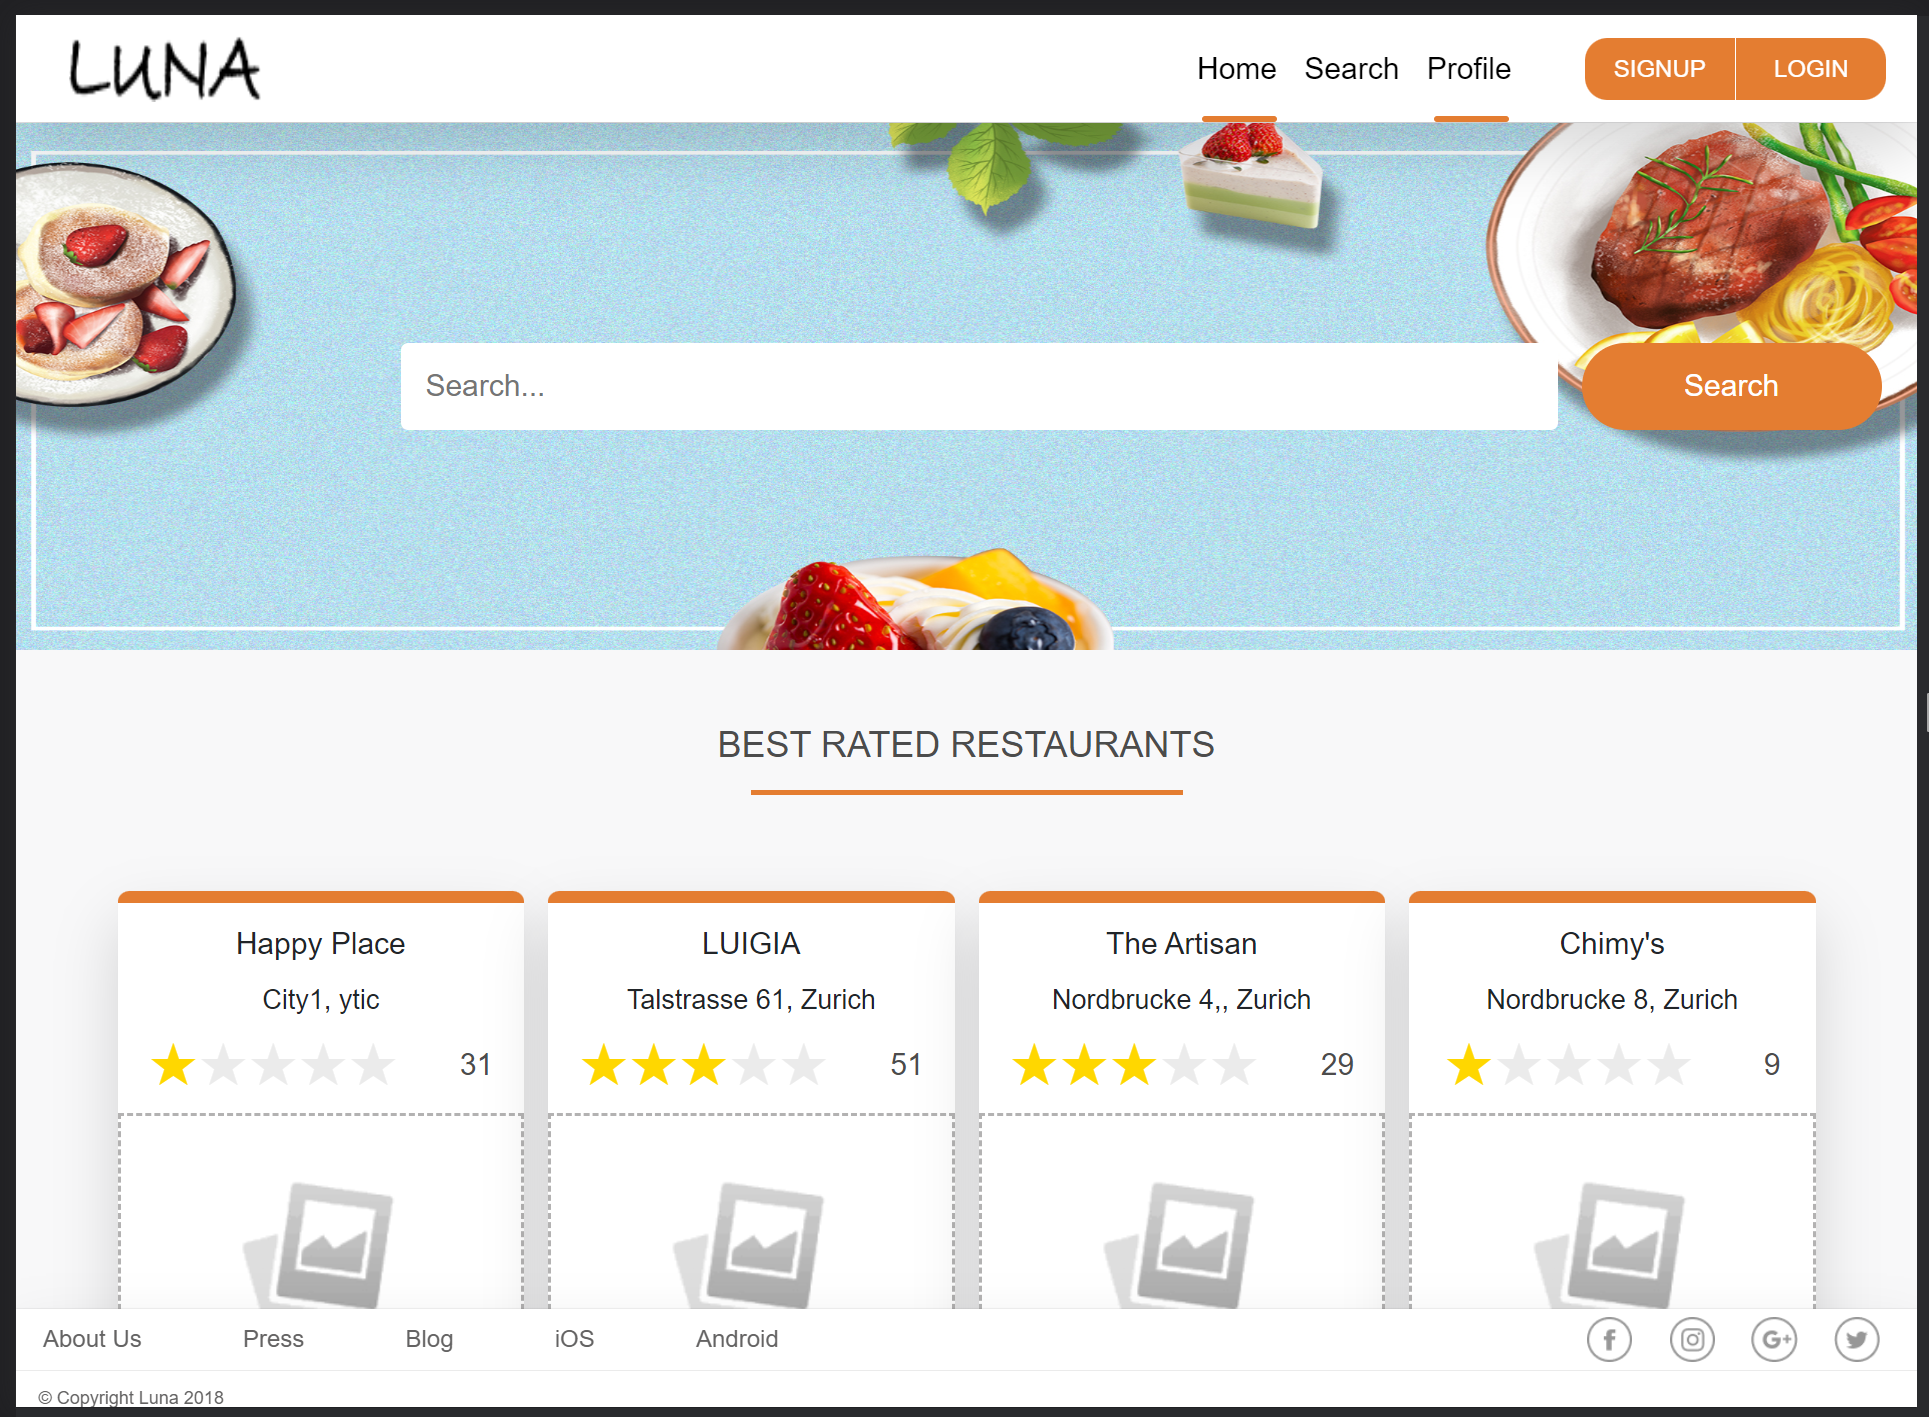 LUNA
Home Search Profile SIGNUP LOGIN
Search...
Search
BEST RATED RESTAURANTS
Happy Place
City1, ytic
31
LUIGIA
Talstrasse 61, Zurich
51
The Artisan
Nordbrucke 4,, Zurich
29
Chimy's
Nordbrucke 8, Zurich
9
About Us Press Blog iOS Android
f G+
© Copyright Luna 2018